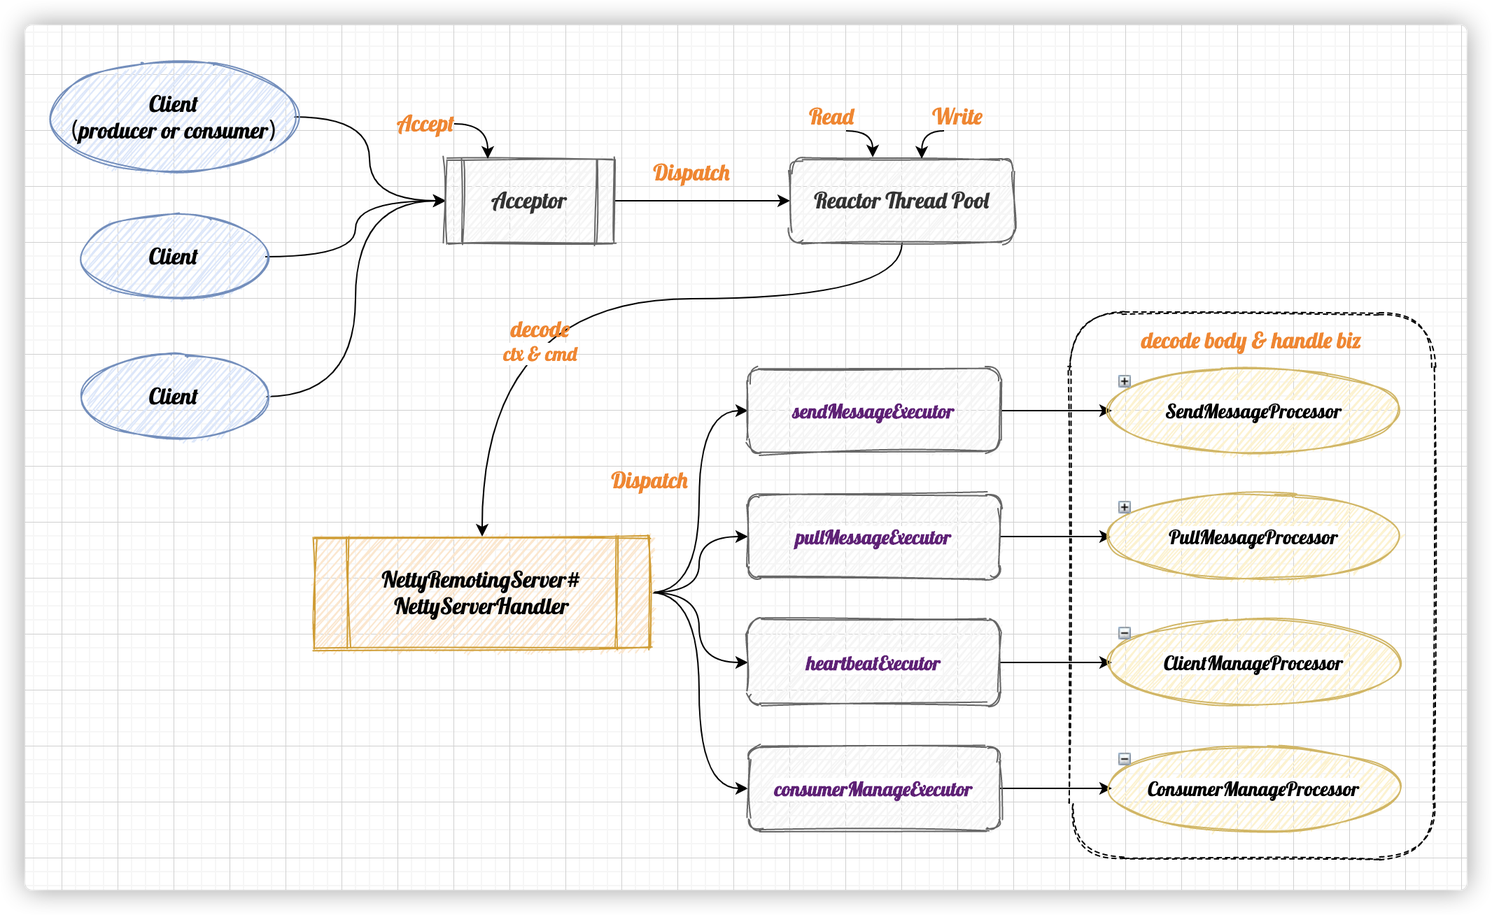 Client
(producer or consumer)
Accept
Read
Write
Dispatch
Acceptor
Reactor Thread Pool
Client
decode
ctx & cmd
decode body & handle biz
Client
sendMessageExecutor
SendMessageProcessor
Dispatch
pullMessageExecutor
PullMessageProcessor
NettyRemotingServer#
NettyServerHandler
heartbeatExecutor
ClientManageProcessor
consumerManageExecutor
ConsumerManageProcessor